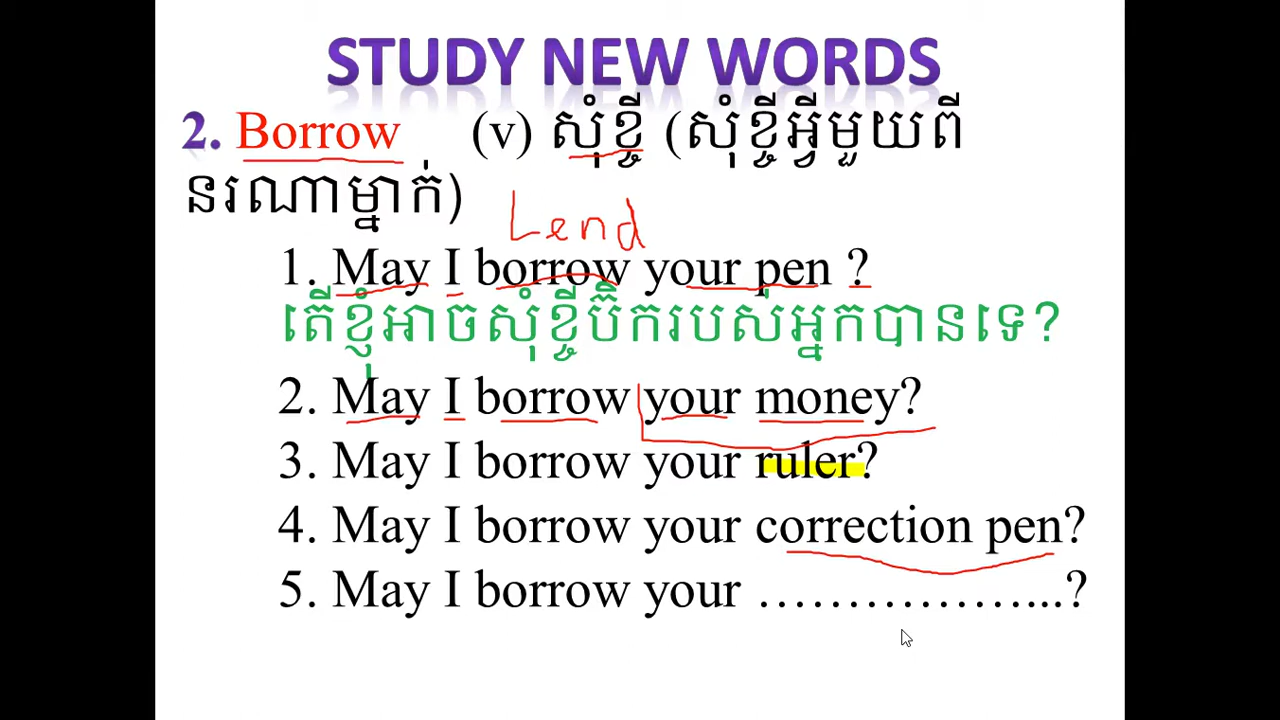 STUDY NEW WORDS
2. Borrow (v) សុំខ្ចី (សុំខ្ចីអ្វីមួយពី
នរណាម្នាក់)
Lend
1. May I borrow your pen ?
តើខ្ញុំអាចសុំខ្ចីប៊ិករបស់អ្នកបានទេ?
2. May I borrow your money?
3. May I borrow your ruler?
4. May I borrow your correction pen?
5. May I borrow your ………………...?